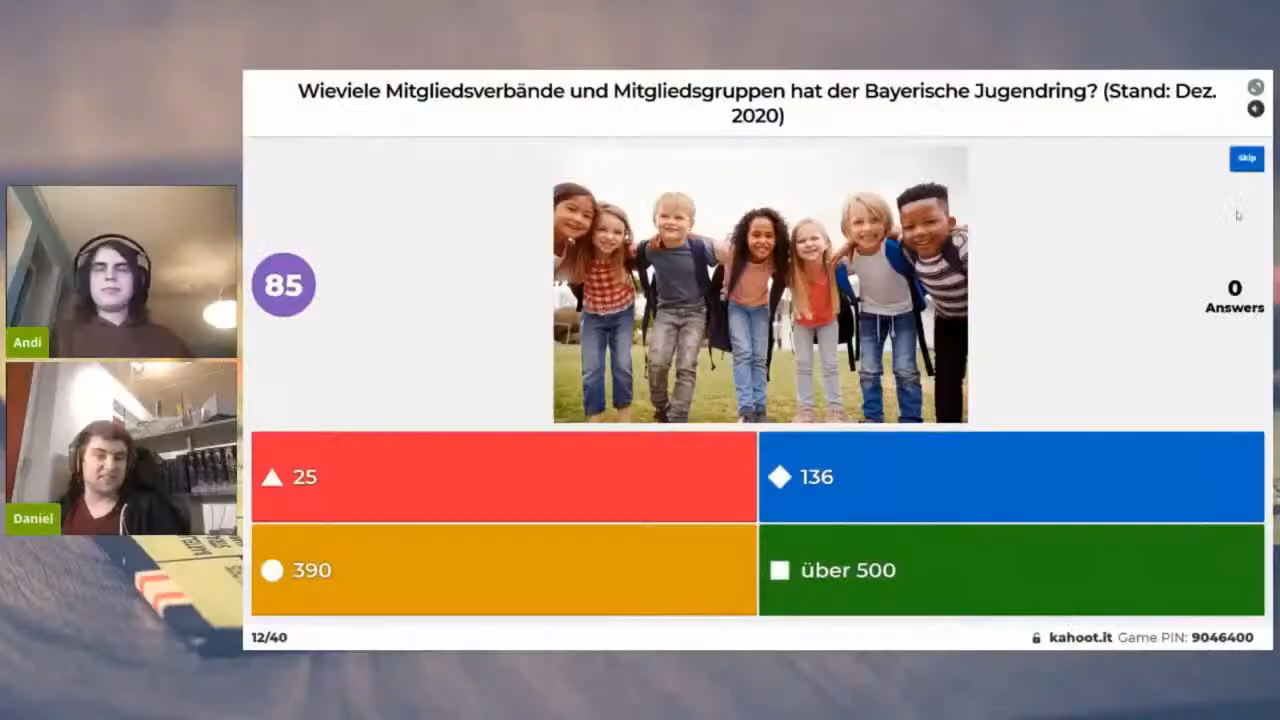 Wieviele Mitgliedsverbände und Mitgliedsgruppen hat der Bayerische Jugendring? (Stand: Dez.
2020)
Skip
85
0
Answers
Andi
Daniel
25
136
390
über 500
12/40
kahoot.it Game PIN: 9046400